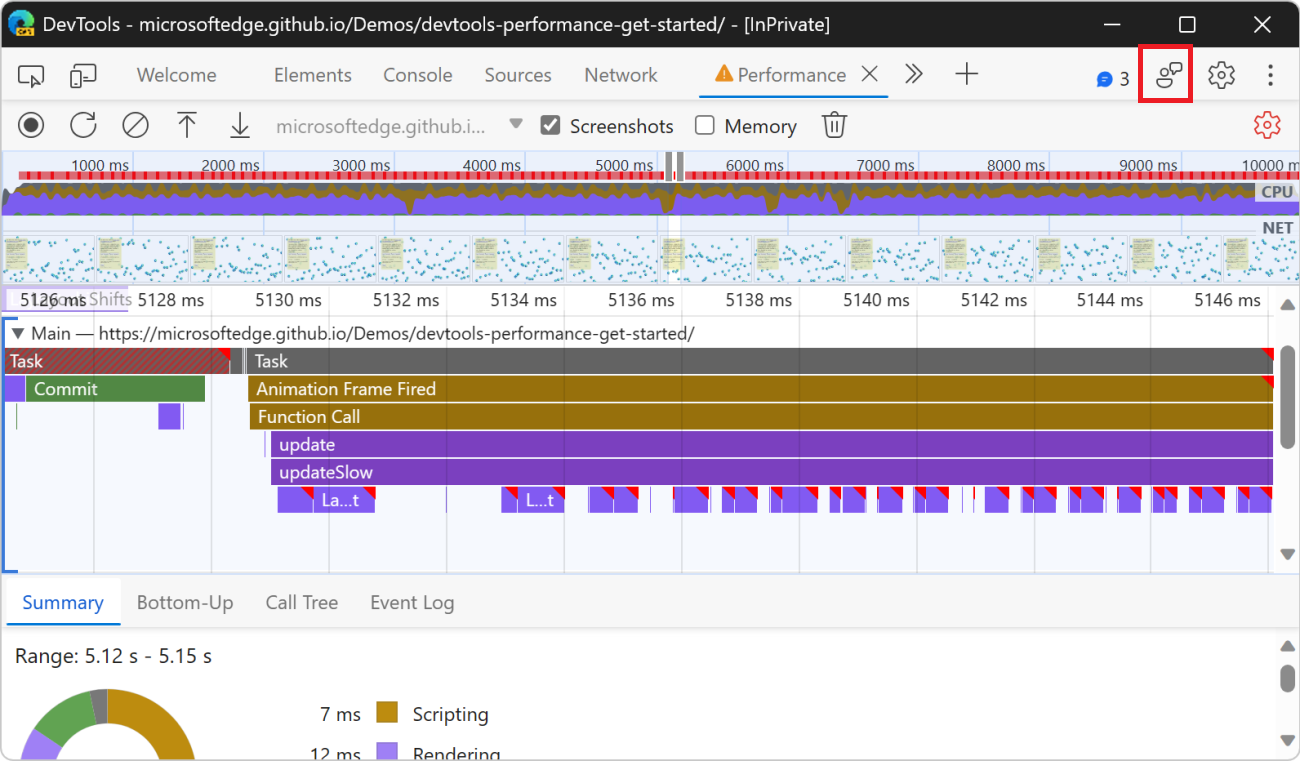 DevTools - microsoftedge.github.io/Demos/devtools-performance-get-started/ - [InPrivate]
Welcome Elements Console Sources Network Performance 3
microsoftedge.github.i... Screenshots Memory
1000 ms 2000 ms 3000 ms 4000 ms 5000 ms 6000 ms 7000 ms 8000 ms 9000 ms 10000 m
CPU
NET
5126 ms Layout Shifts 5128 ms 5130 ms 5132 ms 5134 ms 5136 ms 5138 ms 5140 ms 5142 ms 5144 ms 5146 ms
Main — https://microsoftedge.github.io/Demos/devtools-performance-get-started/
Task Task
Commit Animation Frame Fired
Function Call
update
updateSlow
La...t L...t
Summary Bottom-Up Call Tree Event Log
Range: 5.12 s - 5.15 s
7 ms Scripting
12 ms Rendering